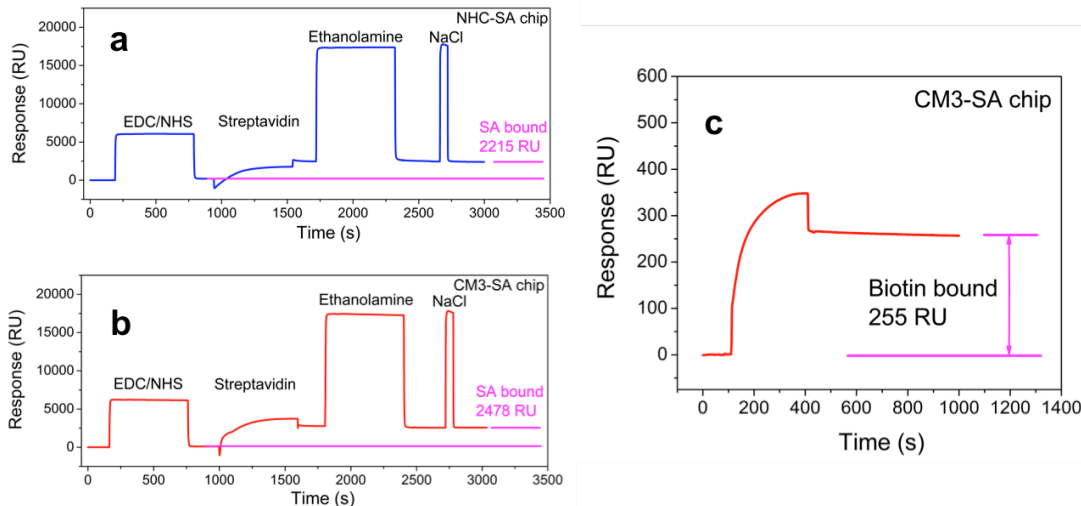 a
NHC-SA chip
Ethanolamine
NaCl
EDC/NHS
Streptavidin
SA bound
2215 RU
Response (RU)
20000
15000
10000
5000
0
0 500 1000 1500 2000 2500 3000 3500
Time (s)
b
CM3-SA chip
Ethanolamine
NaCl
EDC/NHS
Streptavidin
SA bound
2478 RU
Response (RU)
20000
15000
10000
5000
0
0 500 1000 1500 2000 2500 3000 3500
Time (s)
c
CM3-SA chip
Biotin bound
255 RU
Response (RU)
600
500
400
300
200
100
0
0 200 400 600 800 1000 1200 1400
Time (s)